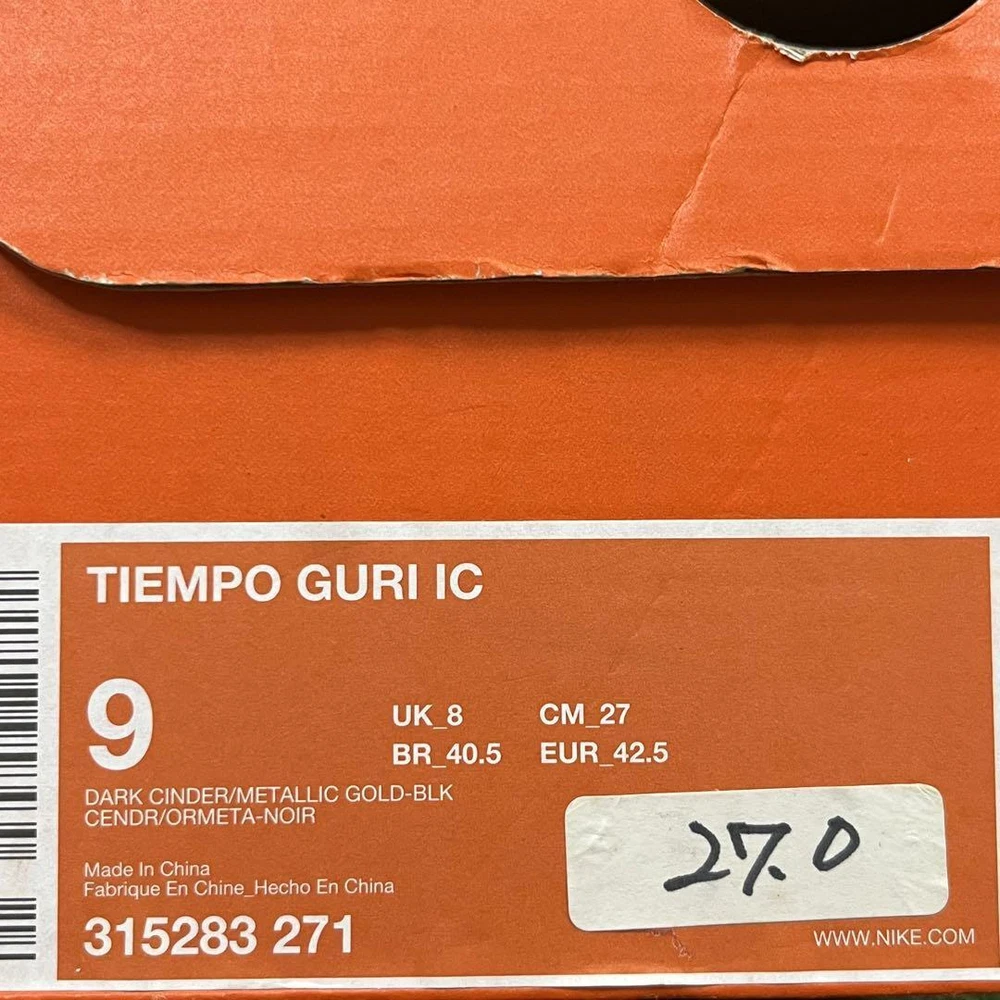 TIEMPO GURI IC
9
UK_8 CM_27
BR_40.5 EUR_42.5
DARK CINDER/METALLIC GOLD-BLK
CENDR/ORMETA-NOIR
27.0
Made In China
Fabrique En Chine_Hecho En China
315283 271
WWW.NIKE.COM